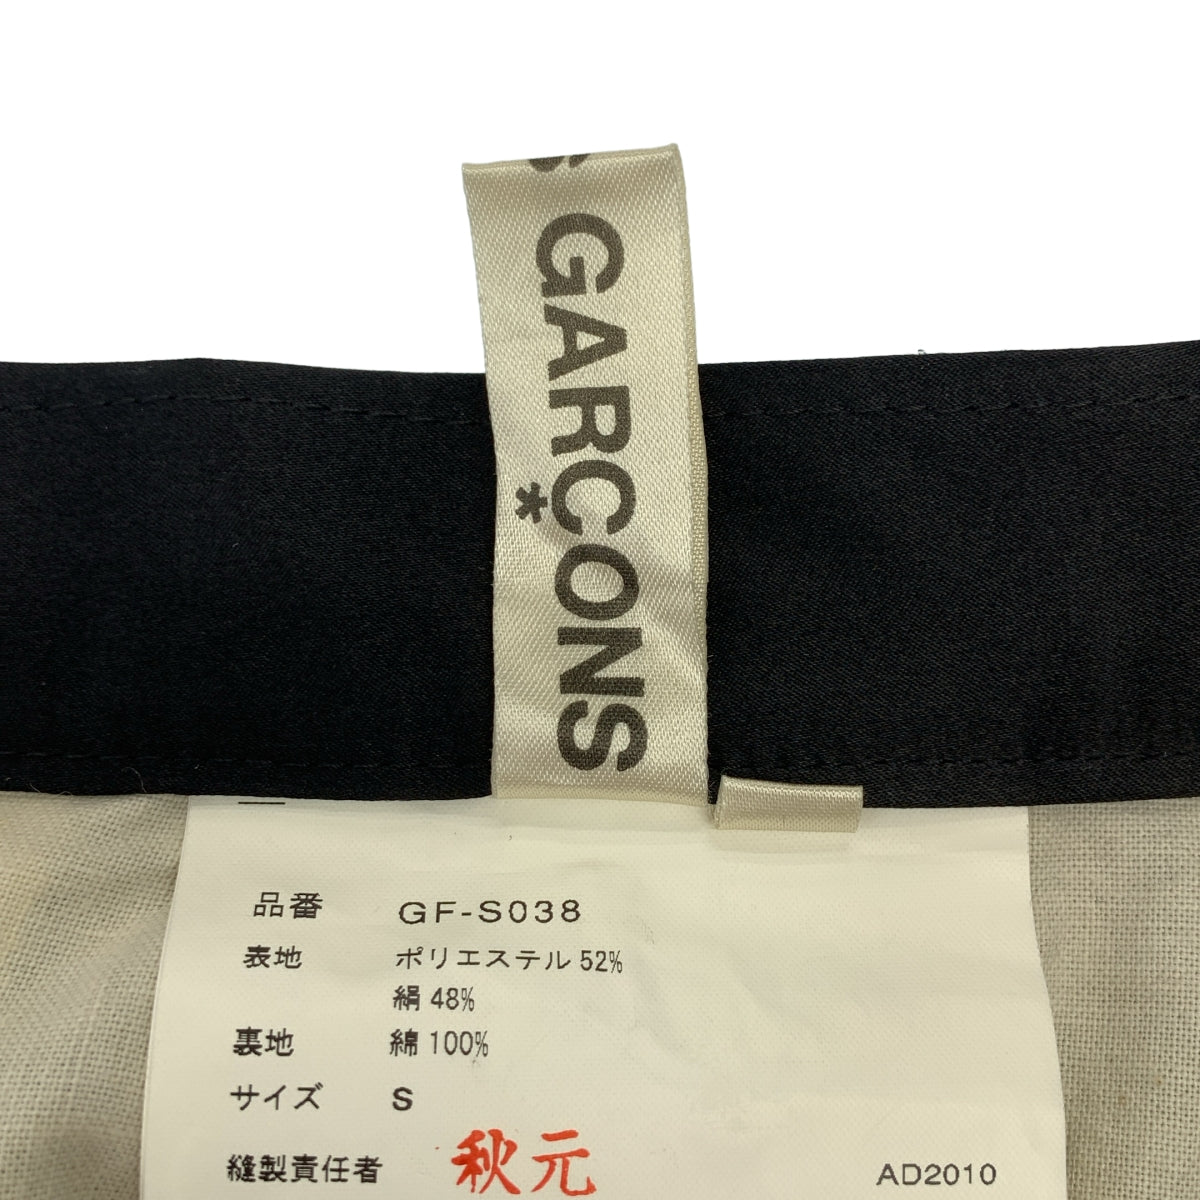 S GARÇONS
品番 GF-S038
表地 ポリエステル 52%
絹 48%
裏地 綿 100%
サイズ S
縫製責任者 秋元 AD2010